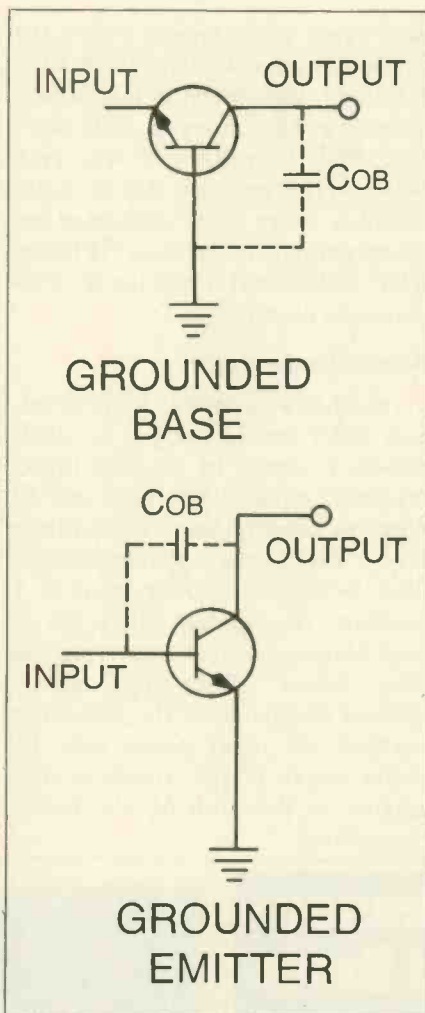 INPUT
OUTPUT
COB
GROUNDED
BASE
COB
OUTPUT
INPUT
GROUNDED
EMITTER